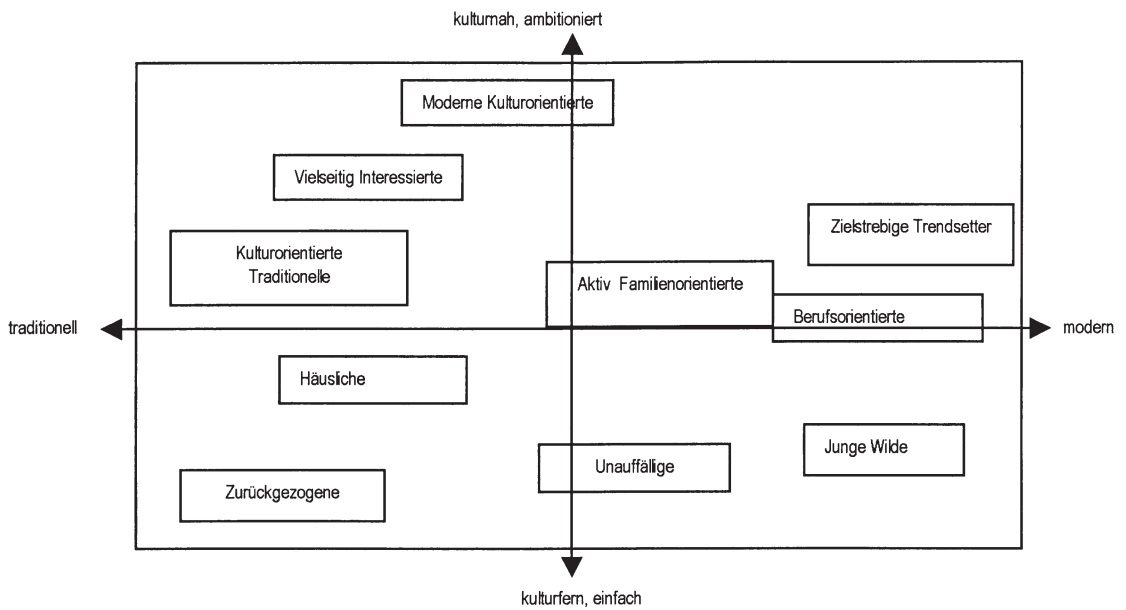 kulturnah, ambitioniert
Moderne Kulturorientierte
Vielseitig Interessierte
Zielstrebige Trendsetter
Kulturorientierte
Traditionelle
Aktiv Familienorientierte
Berufsorientierte
traditionell
modern
Häusliche
Junge Wilde
Unauffällige
Zurückgezogene
kulturfern, einfach